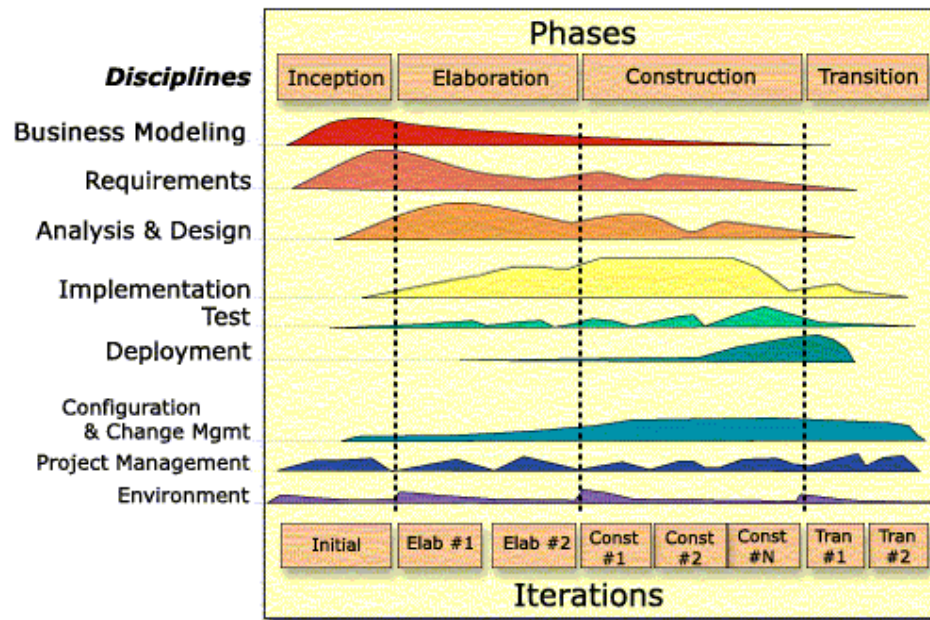 Phases
Disciplines
Inception
Elaboration
Construction
Transition
Business Modeling
Requirements
Analysis & Design
Implementation
Test
Deployment
Configuration
& Change Mgmt
Project Management
Environment
Initial
Elab #1
Elab #2
Const
#1
Const
#2
Const
#N
Tran
#1
Tran
#2
Iterations